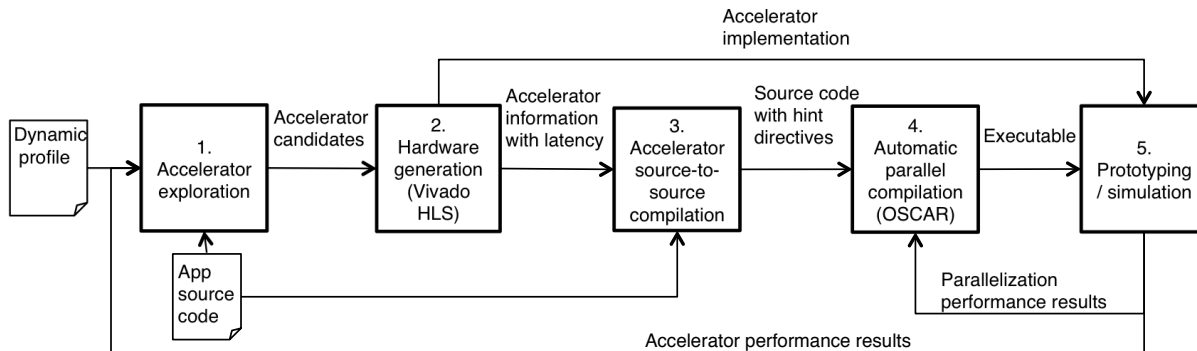 Accelerator
implementation
Dynamic
profile
1.
Accelerator
exploration
Accelerator
candidates
2.
Hardware
generation
(Vivado
HLS)
Accelerator
information
with latency
3.
Accelerator
source-to-
source
compilation
Source code
with hint
directives
4.
Automatic
parallel
compilation
(OSCAR)
Executable
5.
Prototyping
/ simulation
App
source
code
Parallelization
performance results
Accelerator performance results